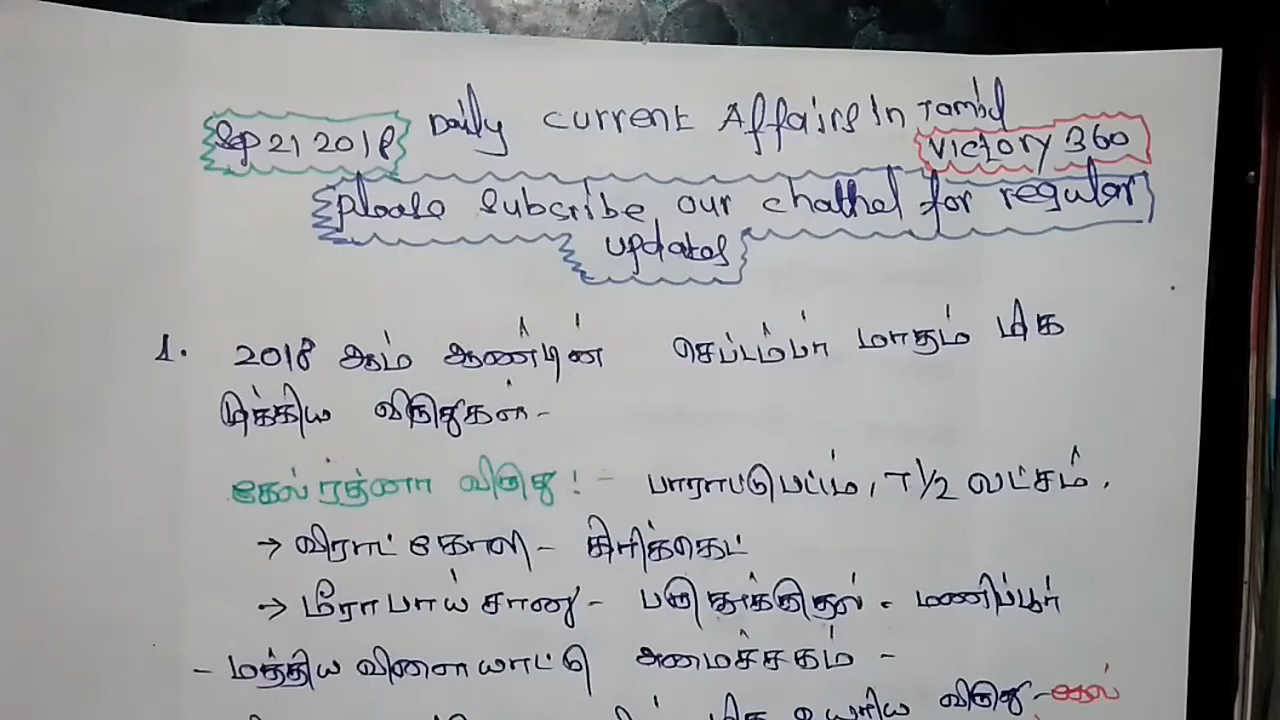 Sep 21 2018 Daily current Affairs In Tamil
Victory 360
please subscribe our channel for regular
updates
1. 2018 ஆம் ஆண்டின் செப்டம்பர் மாதம் மிக
முக்கிய விருதுகள் -
கேல் ரத்னா விருது! - பாராட்டுபட்டம், 7 1/2 லட்சம்.
→ விராட் கோலி - கிரிக்கெட்
→ மீராபாய் சானு - பளு தூக்குதல் - மணிப்பூர்
- மத்திய விளையாட்டு அமைச்சகம் -
மிக உயரிய விருது - கேல்